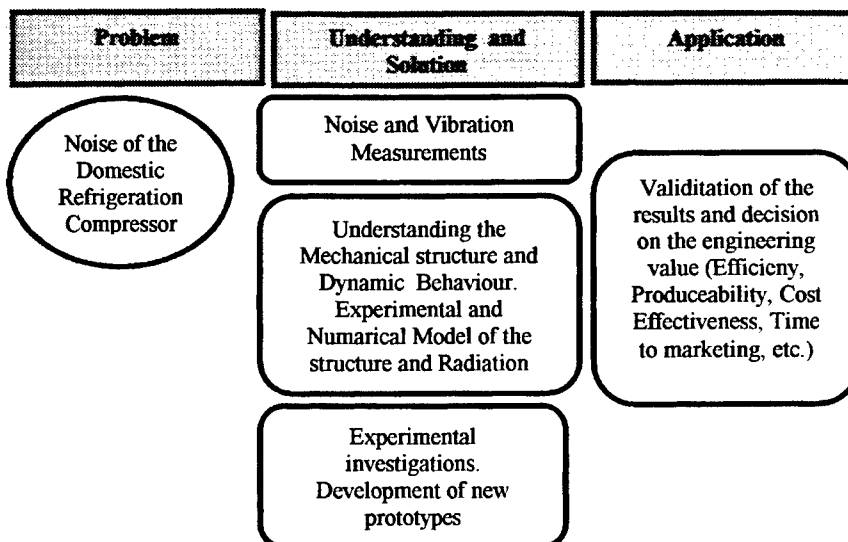 Problem
Understanding and
Solution
Application
Noise of the
Domestic
Refrigeration
Compressor
Noise and Vibration
Measurements
Understanding the
Mechanical structure and
Dynamic Behaviour.
Experimental and
Numarical Model of the
structure and Radiation
Experimental
investigations.
Development of new
prototypes
Validitation of the
results and decision
on the engineering
value (Efficieny,
Produceability, Cost
Effectiveness, Time
to marketing, etc.)